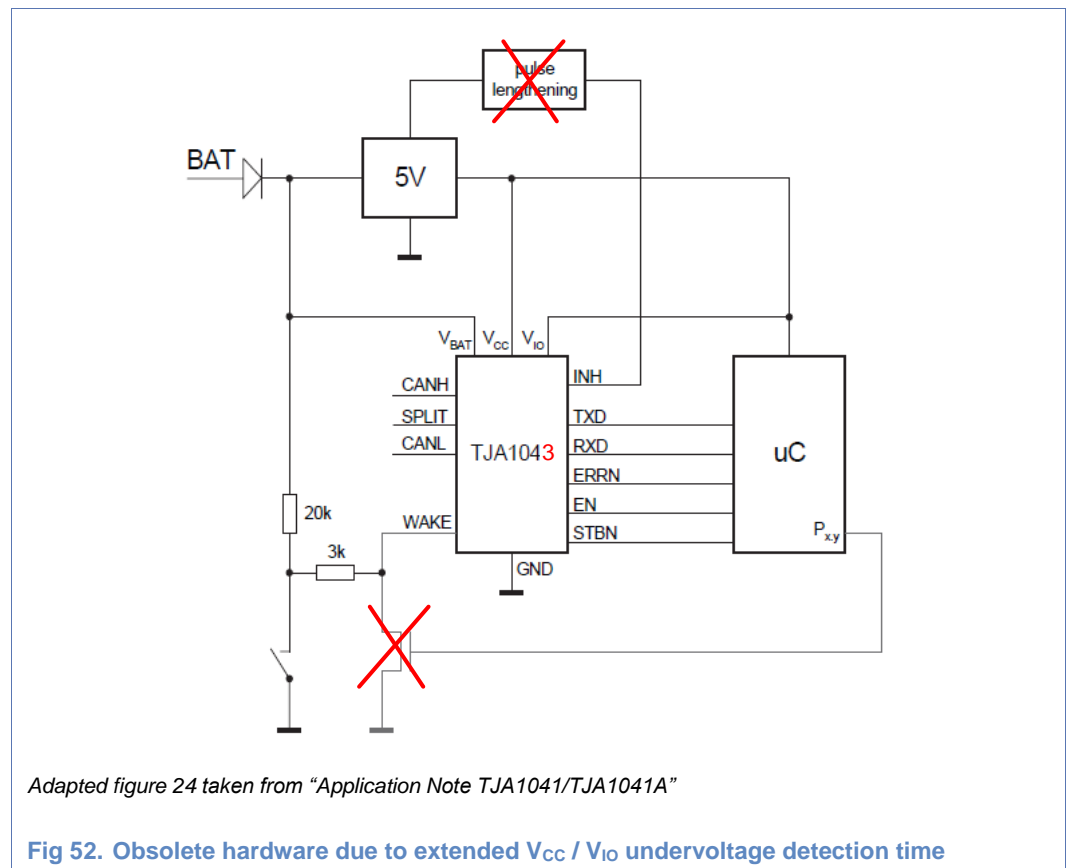 pulse
lengthening
BAT
5V
VBAT VCC VIO
CANH
INH
SPLIT
TXD
CANL
TJA1043
RXD
uC
ERRN
20k
EN
WAKE
STBN
Px.y
3k
GND
Adapted figure 24 taken from “Application Note TJA1041/TJA1041A”
Fig 52. Obsolete hardware due to extended VCC / VIO undervoltage detection time